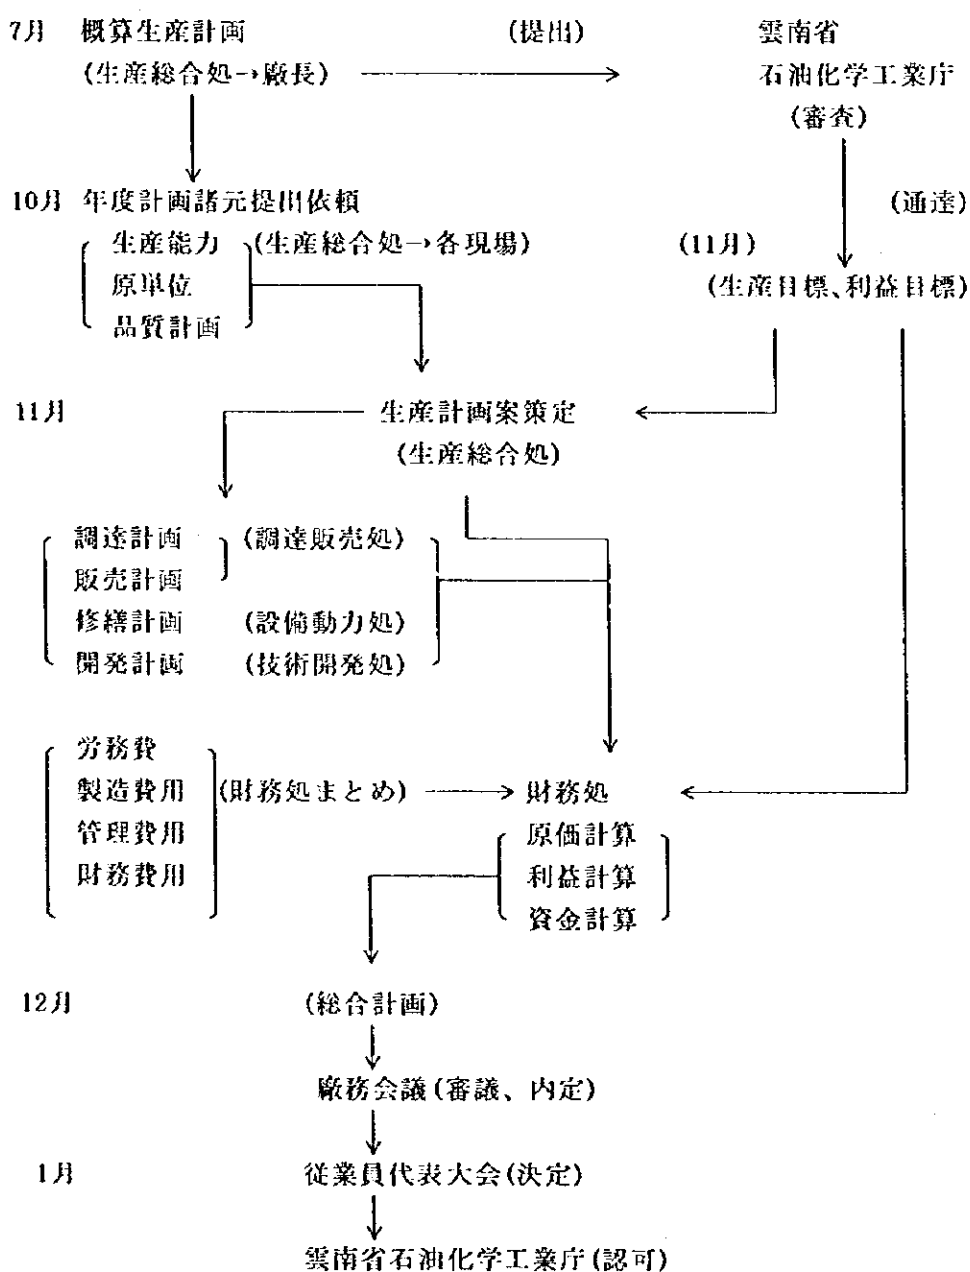 7月 概算生産計画 (提出) 雲南省
(生産総合処→廠長) 石油化学工業庁
(審査)
10月 年度計画諸元提出依頼 (通達)
生産能力 (生産総合処→各現場) (11月)
原単位 (生産目標、利益目標)
品質計画
11月 生産計画案策定
(生産総合処)
調達計画 (調達販売処)
販売計画
修繕計画 (設備動力処)
開発計画 (技術開発処)
労務費
製造費用 (財務処まとめ) 財務処
管理費用 原価計算
財務費用 利益計算
資金計算
12月 (総合計画)
廠務会議(審議、内定)
1月 従業員代表大会(決定)
雲南省石油化学工業庁(認可)